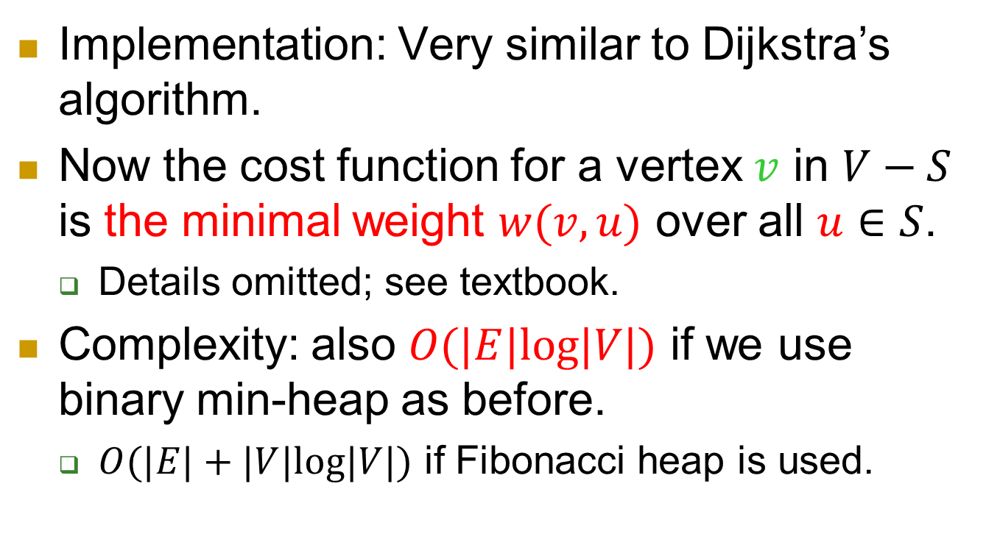 Implementation: Very similar to Dijkstra’s
algorithm.
Now the cost function for a vertex 𝑣 in 𝑉 − 𝑆
is the minimal weight 𝑤(𝑣, 𝑢) over all 𝑢 ∈ 𝑆.
Details omitted; see textbook.
Complexity: also 𝑂(|𝐸|log|𝑉|) if we use
binary min-heap as before.
𝑂(|𝐸| + |𝑉|log|𝑉|) if Fibonacci heap is used.